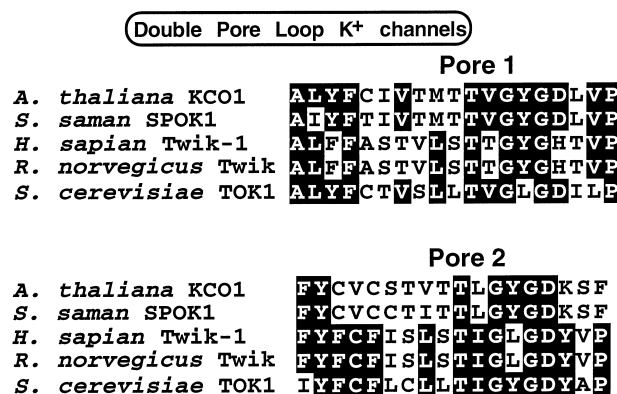 Double Pore Loop K+ channels
Pore 1
A. thaliana KCO1 ALYFCIVTMTTVGYGDLVP
S. saman SPOK1 AIYFTIVTMTTVGYGDLVP
H. sapian Twik-1 ALFFASTVLSTTGYGHTVP
R. norvegicus Twik ALFFASTVLSTTGYGHTVP
S. cerevisiae TOK1 ALYFCTVSLLTVGLGDILP
Pore 2
A. thaliana KCO1 FYCVCSTVTTLGYGDKSF
S. saman SPOK1 FYCVCCTITTLGYGDKSF
H. sapian Twik-1 FYFCFISLSTIGLGDYVP
R. norvegicus Twik FYFCFISLSTIGLGDYVP
S. cerevisiae TOK1 IYFCFLCLLTIGYGDYAP